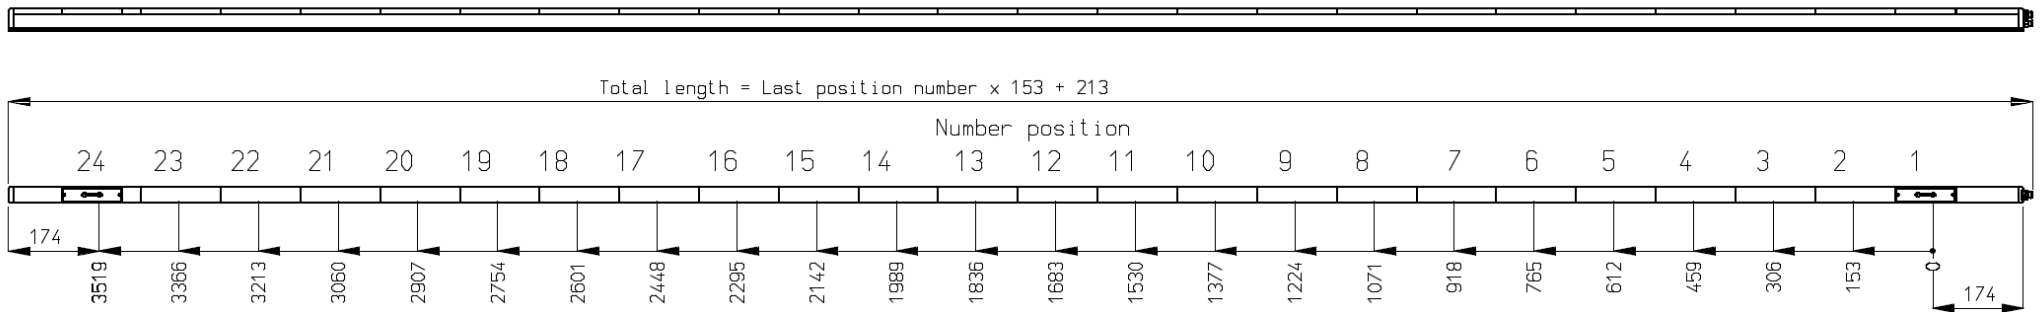 Total length = Last position number x 153 + 213
Number position
24 23 22 21 20 19 18 17 16 15 14 13 12 11 10 9 8 7 6 5 4 3 2 1
174
3519 3366 3213 3060 2907 2754 2601 2448 2295 2142 1989 1836 1683 1530 1377 1224 1071 918 765 612 459 306 153 0
174